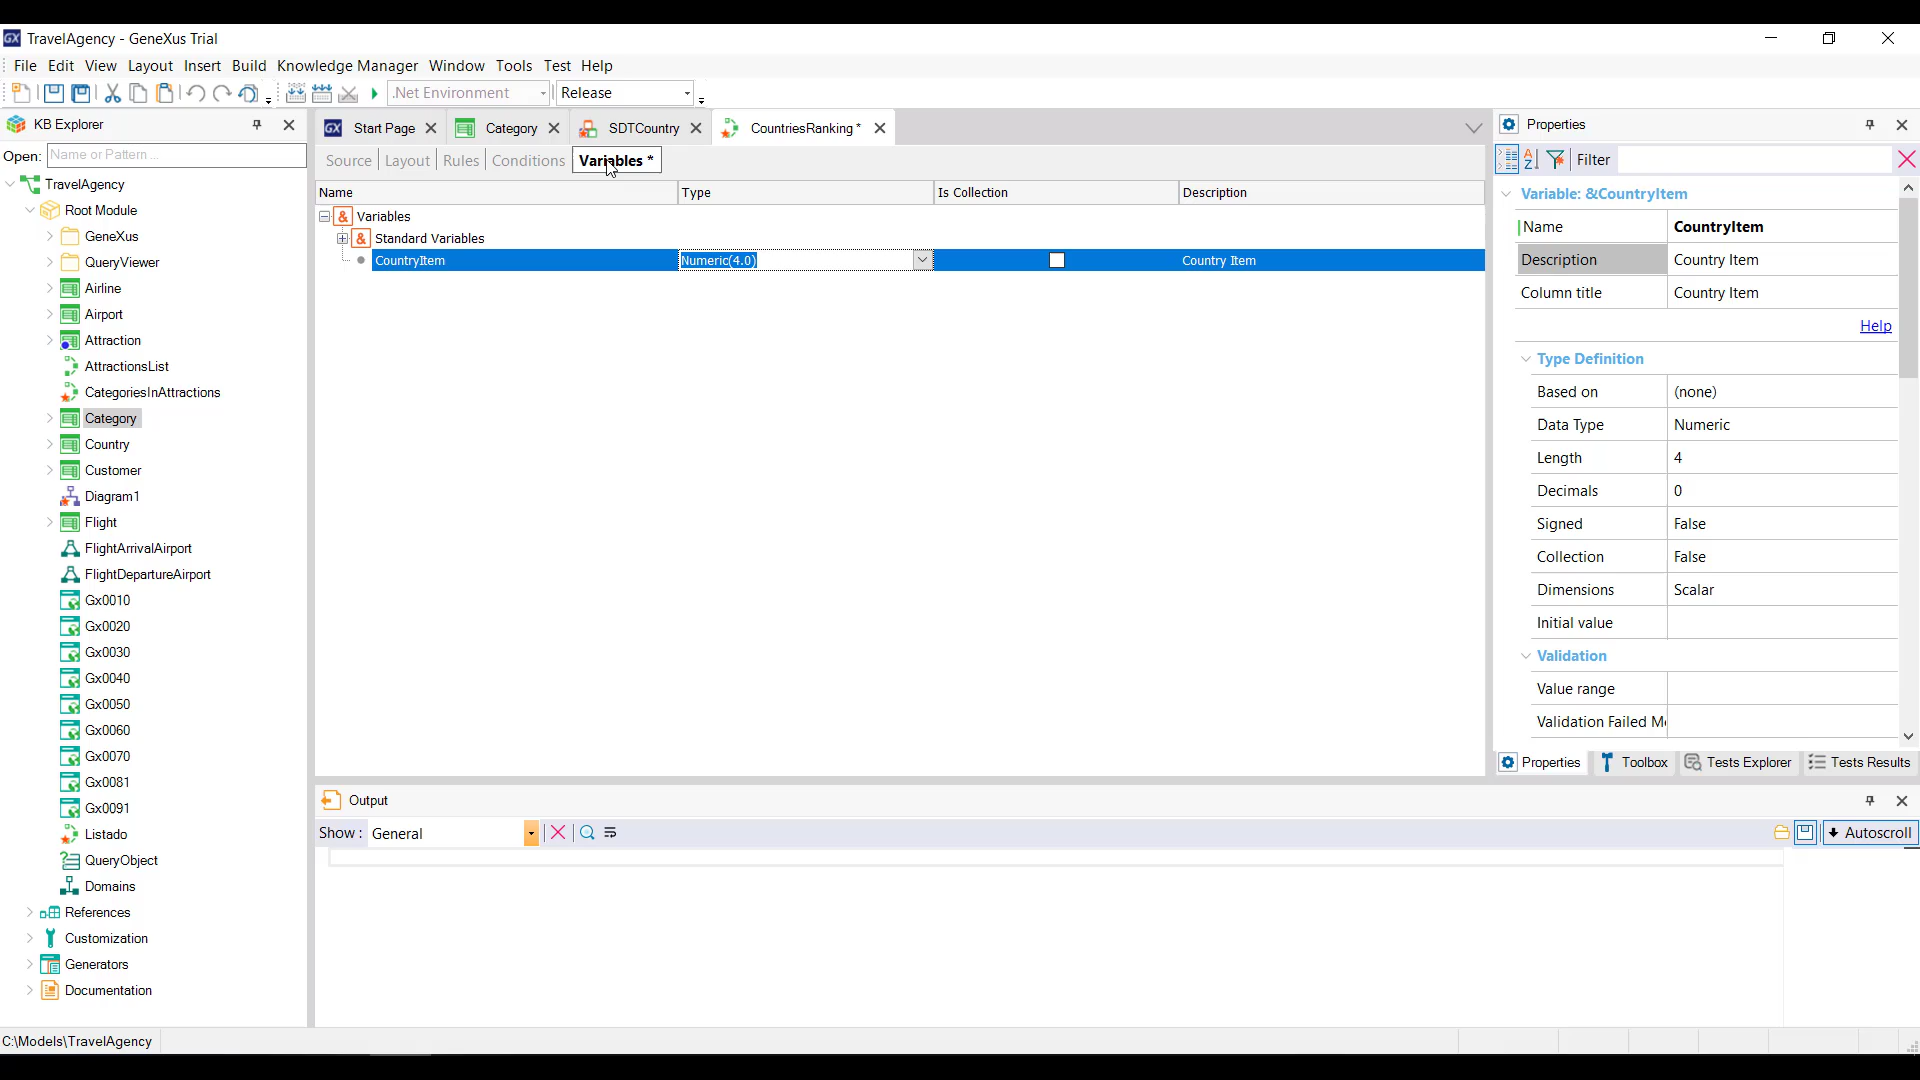 TravelAgency - GeneXus Trial
File Edit View Layout Insert Build Knowledge Manager Window Tools Test Help
.Net Environment Release
KB Explorer
Open: Name or Pattern ...
TravelAgency
Root Module
GeneXus
QueryViewer
Airline
Airport
Attraction
AttractionsList
CategoriesInAttractions
Category
Country
Customer
Diagram1
Flight
FlightArrivalAirport
FlightDepartureAirport
Gx0010
Gx0020
Gx0030
Gx0040
Gx0050
Gx0060
Gx0070
Gx0081
Gx0091
Listado
QueryObject
Domains
References
Customization
Generators
Documentation
Start Page Category SDTCountry CountriesRanking *
Source Layout Rules Conditions Variables *
Name Type Is Collection Description
Variables
Standard Variables
CountryItem Numeric(4.0) Country Item
Output
Show : General Autoscroll
Properties
Filter
Variable: &CountryItem
Name CountryItem
Description Country Item
Column title Country Item
Help
Type Definition
Based on (none)
Data Type Numeric
Length 4
Decimals 0
Signed False
Collection False
Dimensions Scalar
Initial value
Validation
Value range
Validation Failed M
Properties Toolbox Tests Explorer Tests Results
C:\Models\TravelAgency